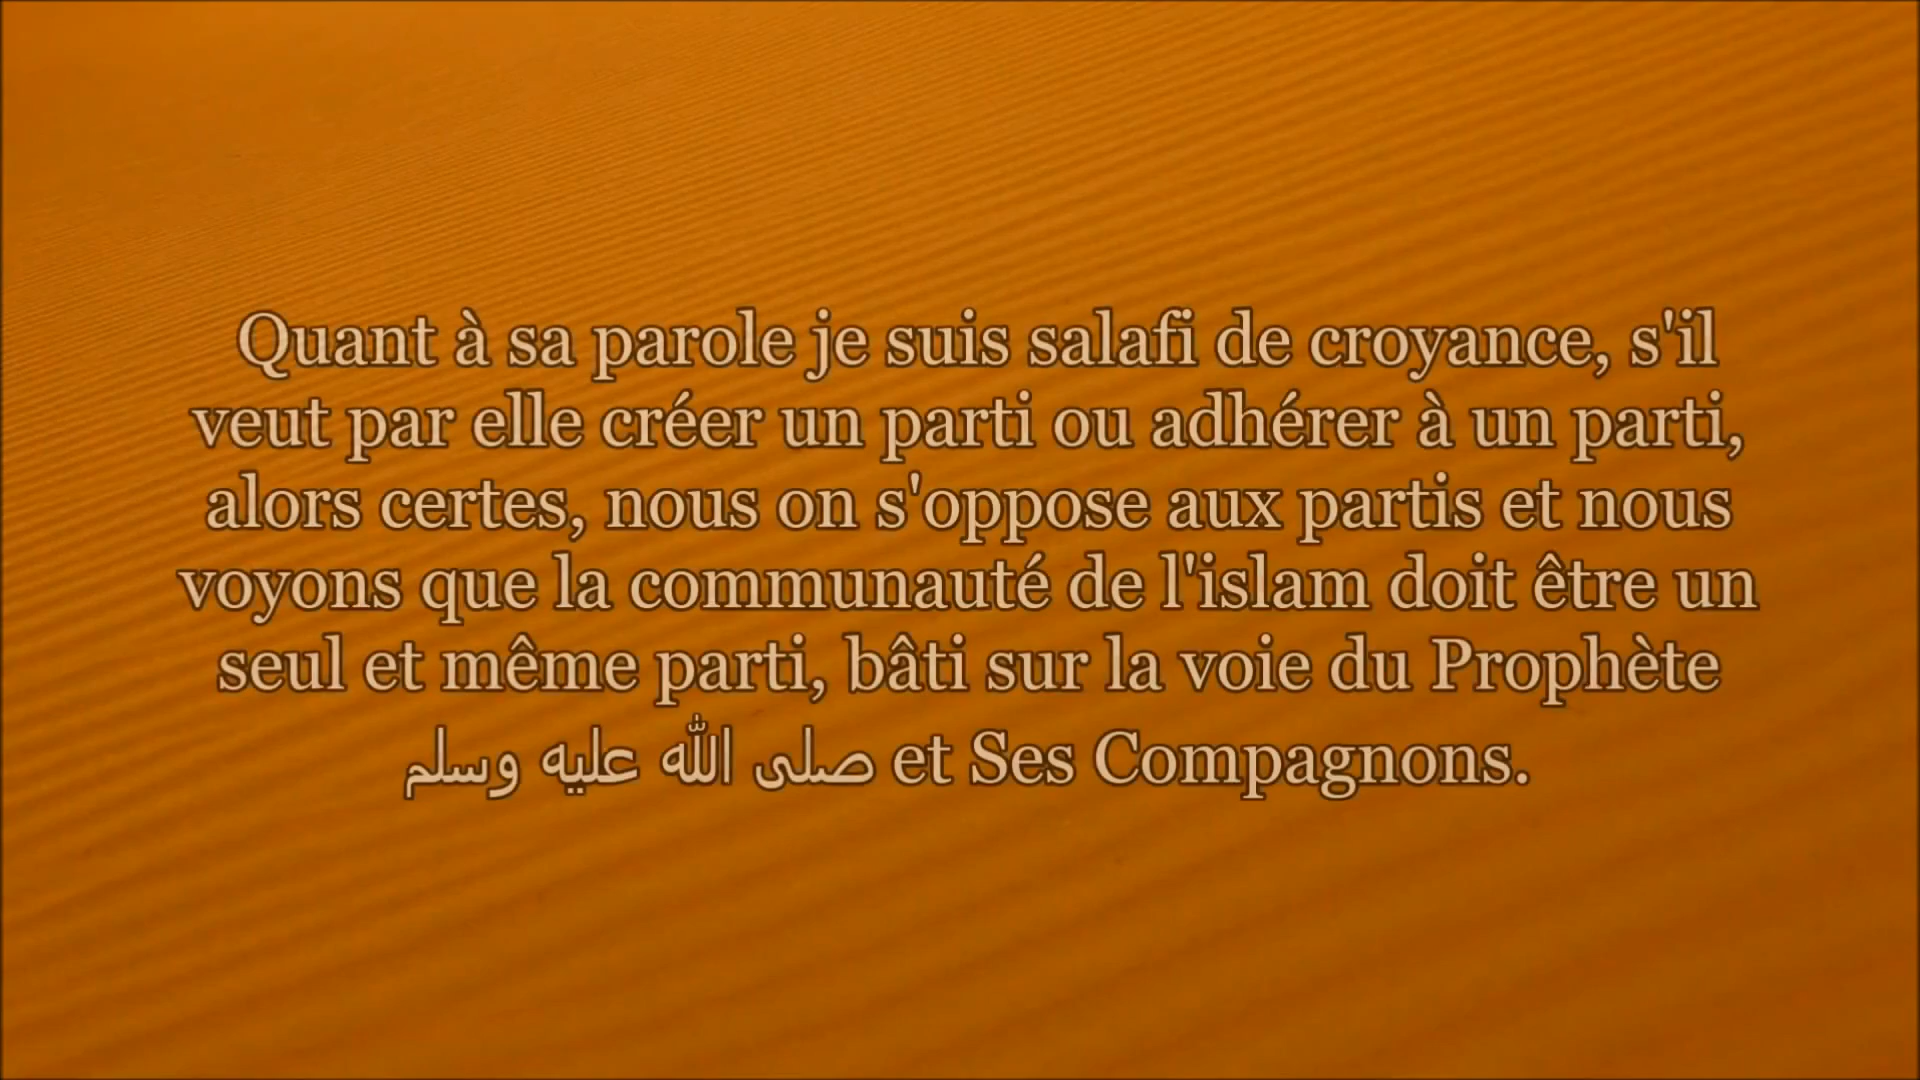 Quant à sa parole je suis salafi de croyance, s'il
veut par elle créer un parti ou adhérer à un parti,
alors certes, nous on s'oppose aux partis et nous
voyons que la communauté de l'islam doit être un
seul et même parti, bâti sur la voie du Prophète
صلى الله عليه وسلم et Ses Compagnons.